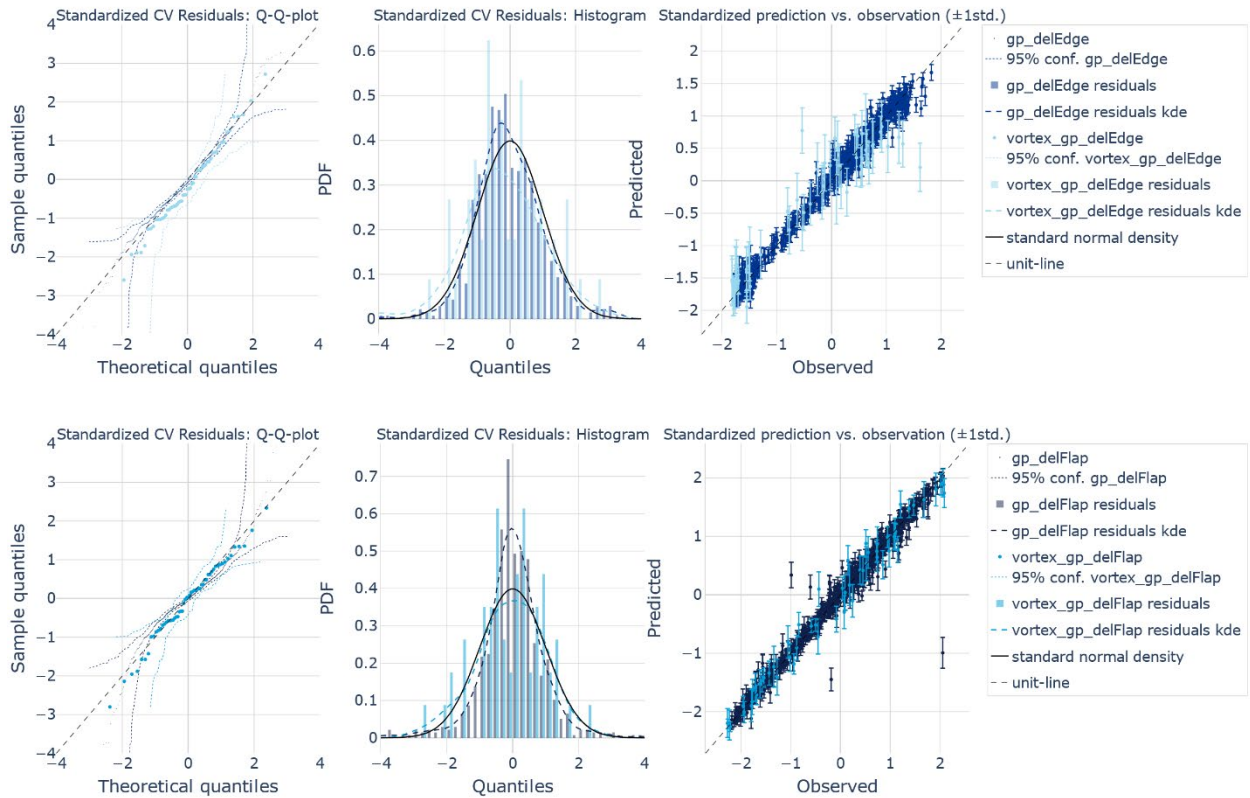 Standardized CV Residuals: Q-Q-plot
Standardized CV Residuals: Histogram
Standardized prediction vs. observation (±1std.)
4
3
2
1
0
−1
−2
−3
−4
Sample quantiles
−4
−2
0
2
4
Theoretical quantiles
0.6
0.5
0.4
0.3
0.2
0.1
0
PDF
−4
−2
0
2
4
Quantiles
2
1.5
1
0.5
0
−0.5
−1
−1.5
−2
Predicted
−2
−1
0
1
2
Observed
gp_delEdge
95% conf. gp_delEdge
gp_delEdge residuals
gp_delEdge residuals kde
vortex_gp_delEdge
95% conf. vortex_gp_delEdge
vortex_gp_delEdge residuals
vortex_gp_delEdge residuals kde
standard normal density
unit-line
Standardized CV Residuals: Q-Q-plot
Standardized CV Residuals: Histogram
Standardized prediction vs. observation (±1std.)
4
3
2
1
0
−1
−2
−3
−4
Sample quantiles
−4
−2
0
2
4
Theoretical quantiles
0.7
0.6
0.5
0.4
0.3
0.2
0.1
0
PDF
−4
−2
0
2
4
Quantiles
2
1
0
−1
−2
Predicted
−2
−1
0
1
2
Observed
gp_delFlap
95% conf. gp_delFlap
gp_delFlap residuals
gp_delFlap residuals kde
vortex_gp_delFlap
95% conf. vortex_gp_delFlap
vortex_gp_delFlap residuals
vortex_gp_delFlap residuals kde
standard normal density
unit-line